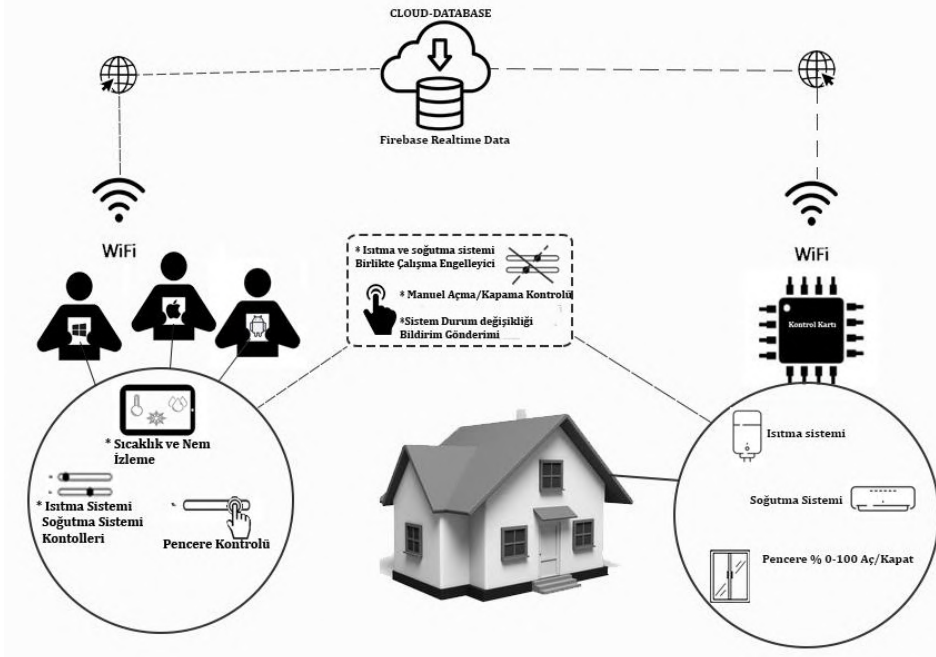 CLOUD-DATABASE
Firebase Realtime Data
WiFi
WiFi
* Isıtma ve soğutma sistemi
Birlikte Çalışma Engelleyici
* Manuel Açma/Kapama Kontrolü
*Sistem Durum değişikliği
Bildirim Gönderimi
Kontrol Kartı
* Sıcaklık ve Nem
İzleme
* Isıtma Sistemi
Soğutma Sistemi
Kontolleri
Pencere Kontrolü
Isıtma sistemi
Soğutma Sistemi
Pencere % 0-100 Aç/Kapat